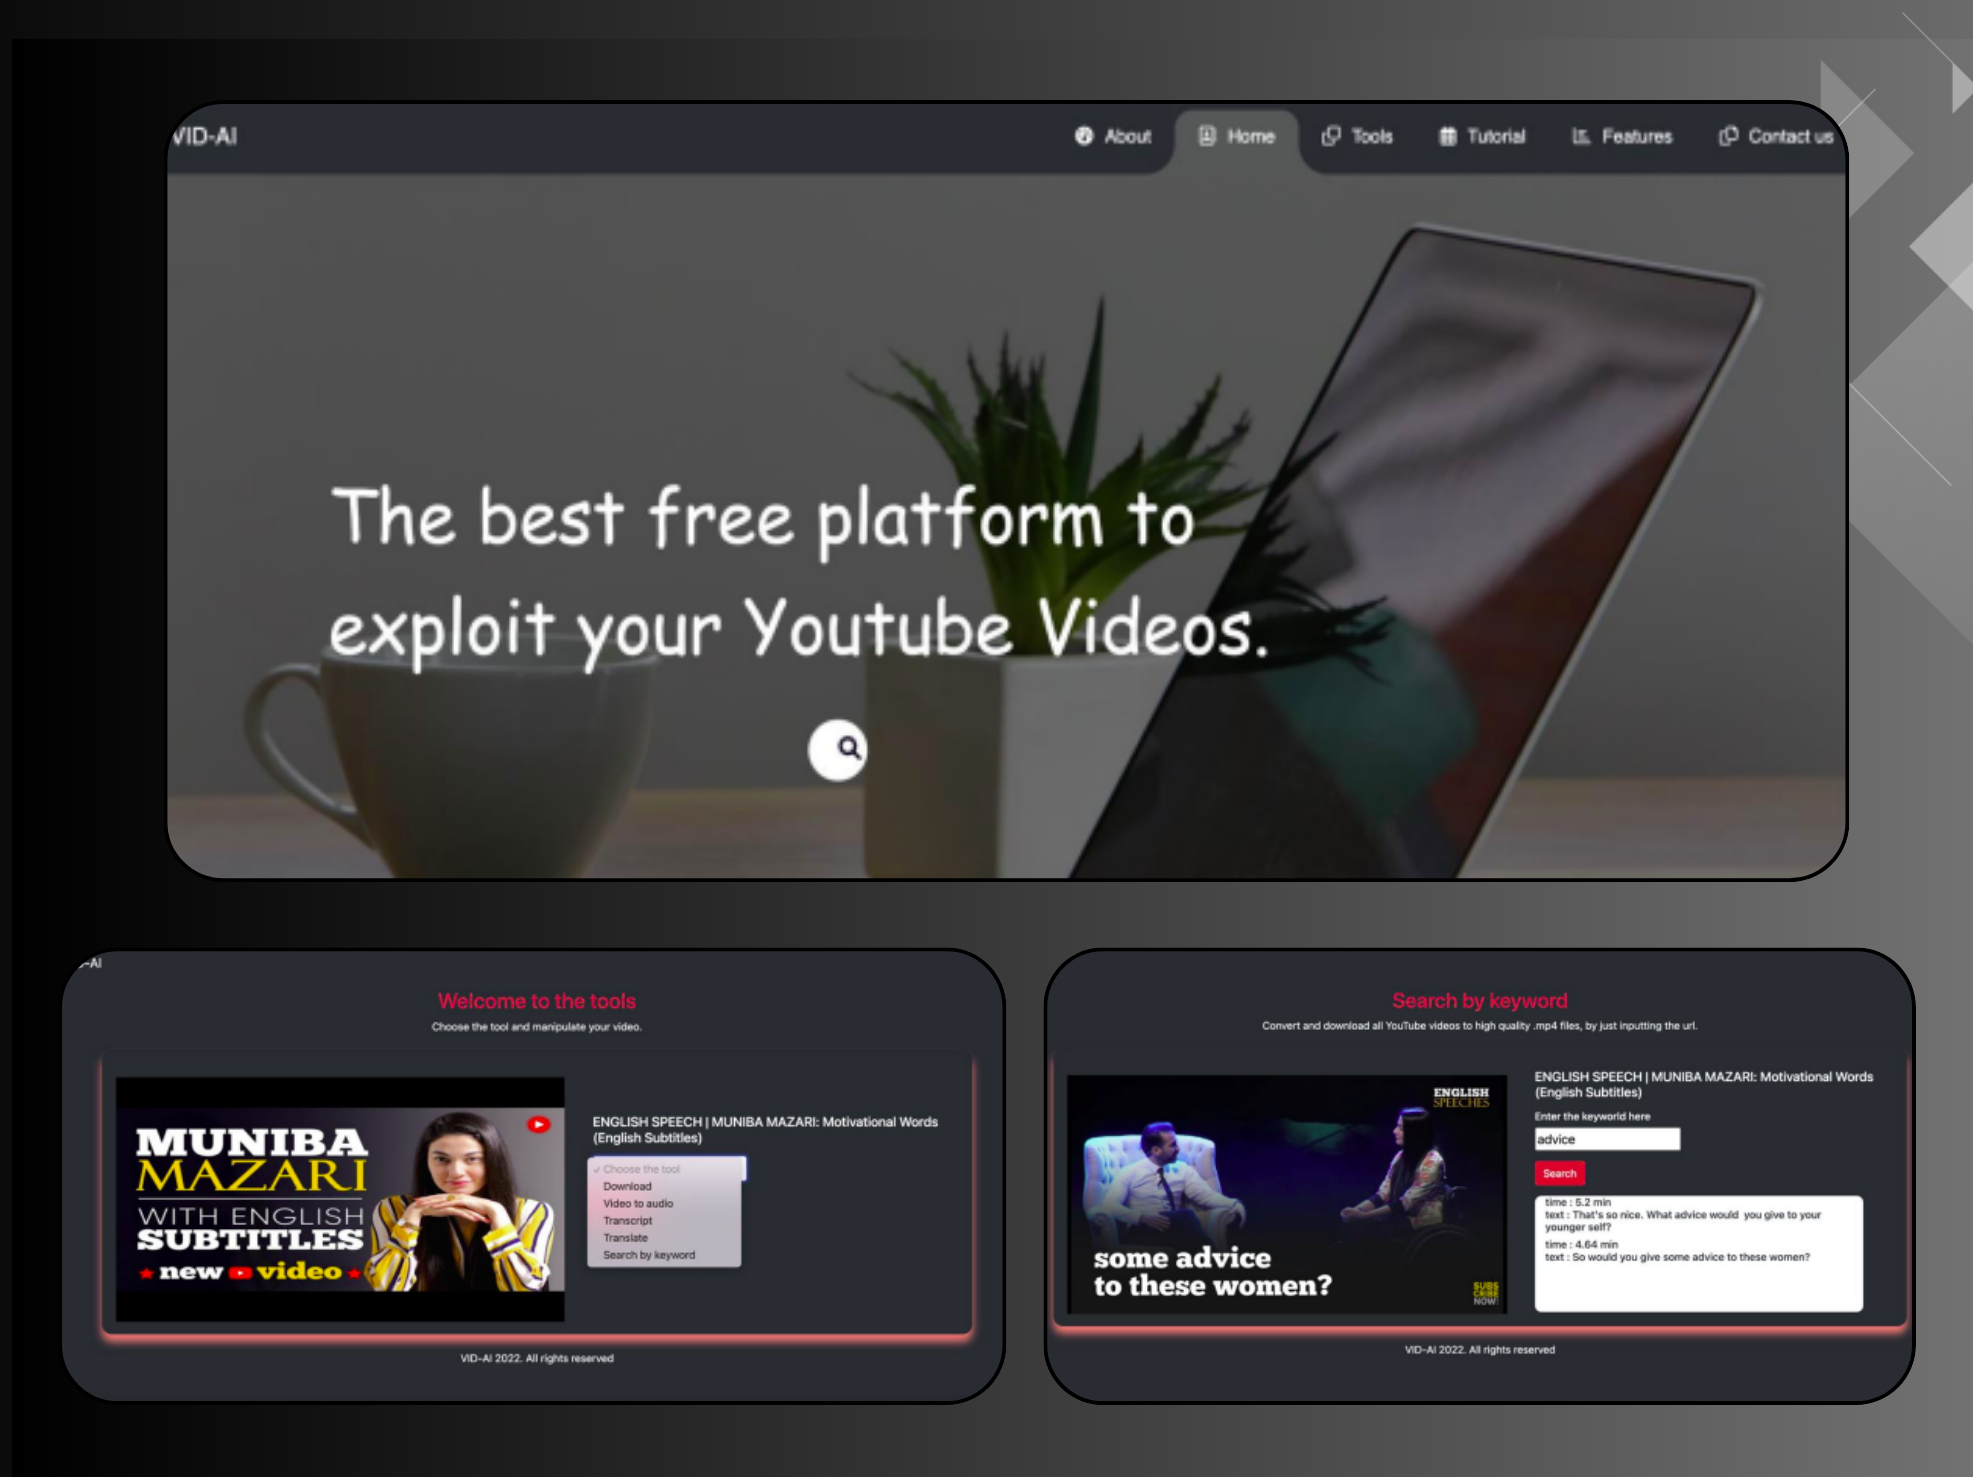 VID-AI
About
Home
Tools
Tutorial
Features
Contact us
The best free platform to
exploit your Youtube Videos.
-AI
Welcome to the tools
Choose the tool and manipulate your video.
MUNIBA
MAZARI
WITH ENGLISH
SUBTITLES
new video
ENGLISH SPEECH | MUNIBA MAZARI: Motivational Words
(English Subtitles)
✓ Choose the tool
Download
Video to audio
Transcript
Translate
Search by keyword
VID-AI 2022. All rights reserved
Search by keyword
Convert and download all YouTube videos to high quality .mp4 files, by just inputting the url.
ENGLISH
SPEECHES
some advice
to these women?
SUBS
CRIBE
NOW!
ENGLISH SPEECH | MUNIBA MAZARI: Motivational Words
(English Subtitles)
Enter the keyworld here
advice
Search
time : 5.2 min
text : That's so nice. What advice would you give to your
younger self?
time : 4.64 min
text : So would you give some advice to these women?
VID-AI 2022. All rights reserved